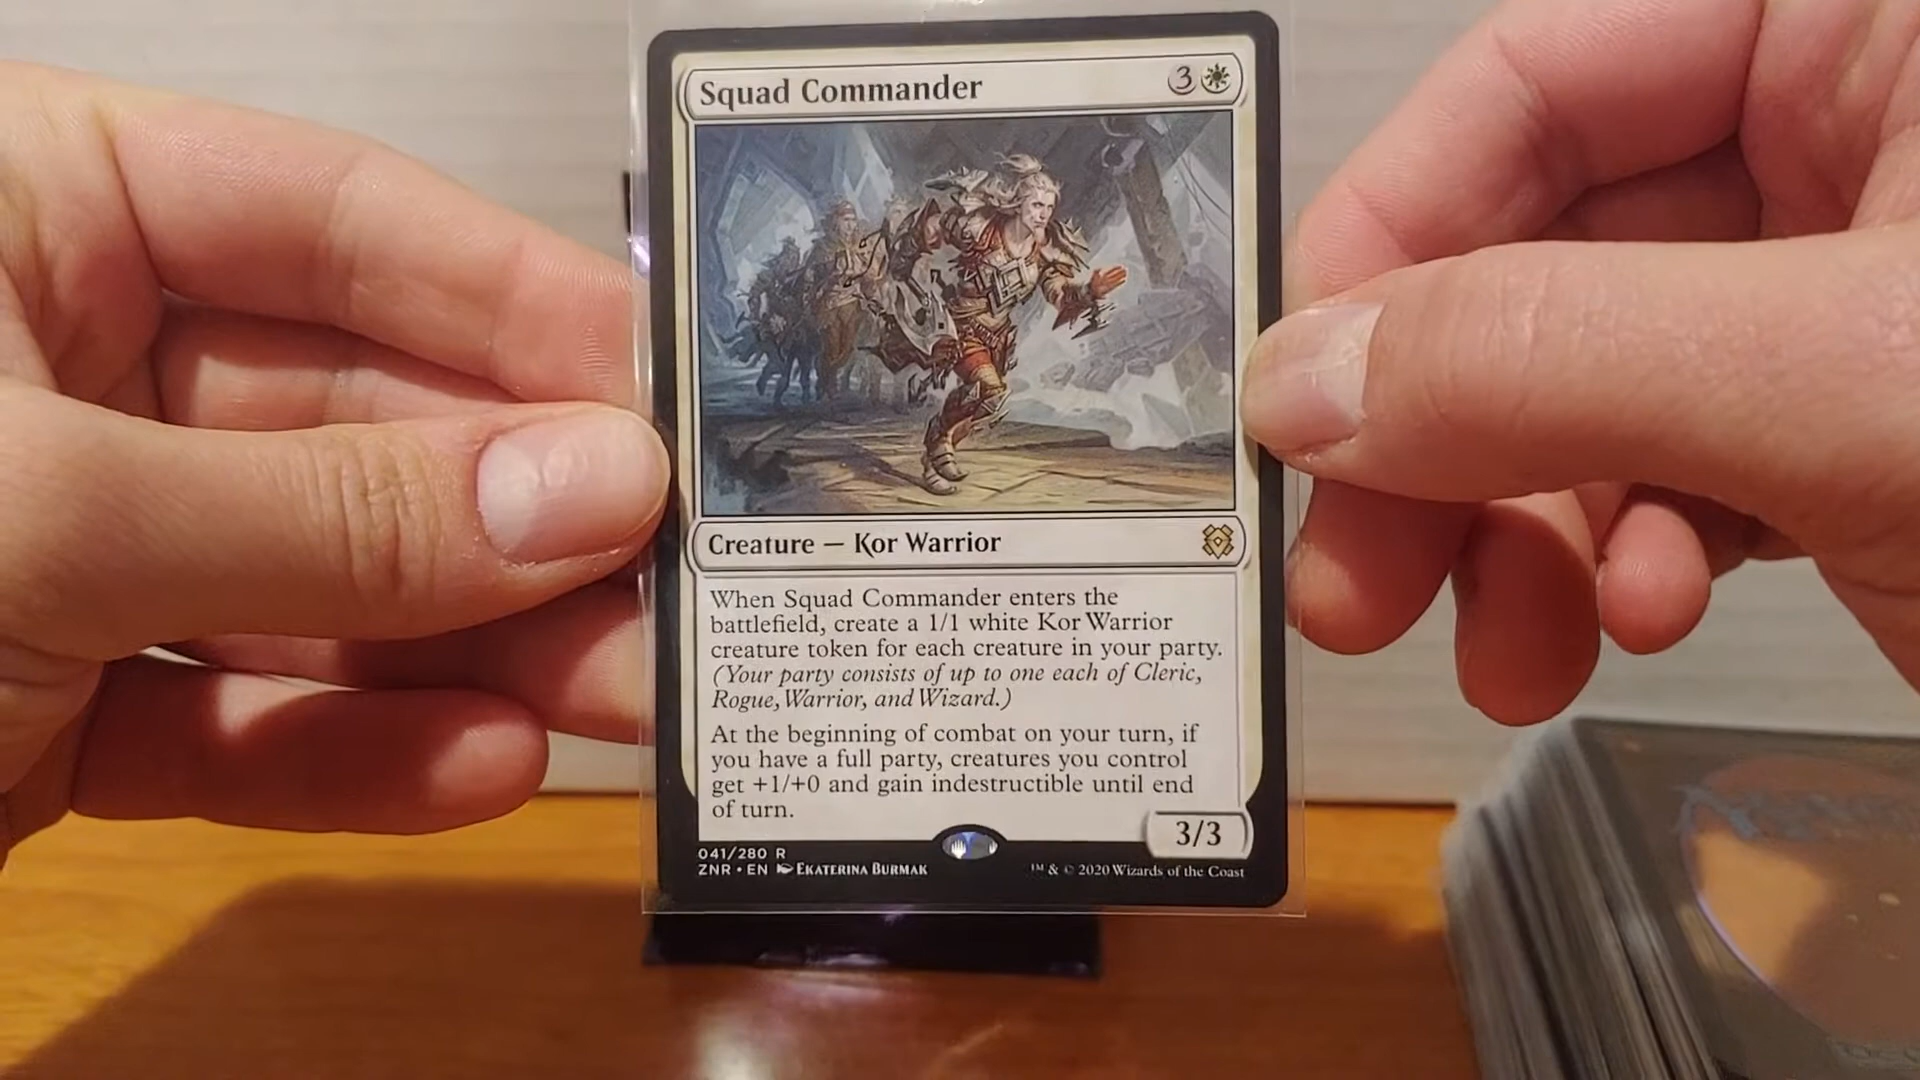 Squad Commander 3
Creature — Kor Warrior
When Squad Commander enters the
battlefield, create a 1/1 white Kor Warrior
creature token for each creature in your party.
(Your party consists of up to one each of Cleric,
Rogue, Warrior, and Wizard.)
At the beginning of combat on your turn, if
you have a full party, creatures you control
get +1/+0 and gain indestructible until end
of turn.
3/3
041/280 R
ZNR • EN EKATERINA BURMAK
™ & © 2020 Wizards of the Coast